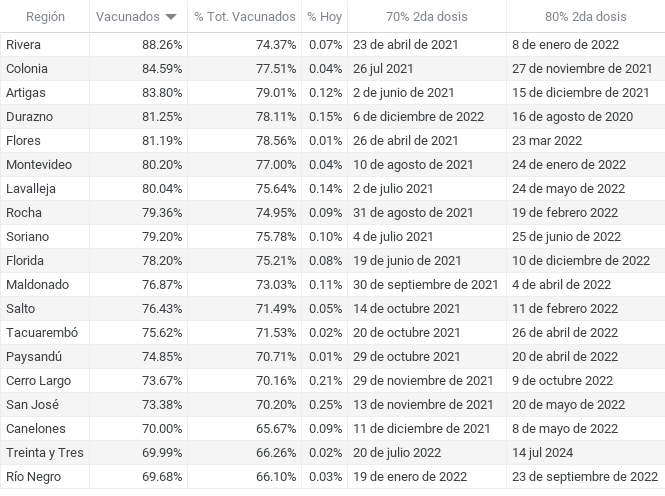 Región Vacunados % Tot. Vacunados % Hoy 70% 2da dosis 80% 2da dosis
Rivera 88.26% 74.37% 0.07% 23 de abril de 2021 8 de enero de 2022
Colonia 84.59% 77.51% 0.04% 26 jul 2021 27 de noviembre de 2021
Artigas 83.80% 79.01% 0.12% 2 de junio de 2021 15 de diciembre de 2021
Durazno 81.25% 78.11% 0.15% 6 de diciembre de 2022 16 de agosto de 2020
Flores 81.19% 78.56% 0.01% 26 de abril de 2021 23 mar 2022
Montevideo 80.20% 77.00% 0.04% 10 de agosto de 2021 24 de enero de 2022
Lavalleja 80.04% 75.64% 0.14% 2 de julio 2021 24 de mayo de 2022
Rocha 79.36% 74.95% 0.09% 31 de agosto de 2021 19 de febrero 2022
Soriano 79.20% 75.78% 0.10% 4 de julio 2021 25 de junio de 2022
Florida 78.20% 75.21% 0.08% 19 de junio de 2021 10 de diciembre de 2022
Maldonado 76.87% 73.03% 0.11% 30 de septiembre de 2021 4 de abril de 2022
Salto 76.43% 71.49% 0.05% 14 de octubre 2021 11 de febrero 2022
Tacuarembó 75.62% 71.53% 0.02% 20 de octubre 2021 26 de abril de 2022
Paysandú 74.85% 70.71% 0.01% 29 de octubre 2021 20 de abril de 2022
Cerro Largo 73.67% 70.16% 0.21% 29 de noviembre de 2021 9 de octubre 2022
San José 73.38% 70.20% 0.25% 13 de noviembre de 2021 20 de mayo de 2022
Canelones 70.00% 65.67% 0.09% 11 de diciembre de 2021 8 de mayo de 2022
Treinta y Tres 69.99% 66.26% 0.02% 20 de julio 2022 14 jul 2024
Río Negro 69.68% 66.10% 0.03% 19 de enero de 2022 23 de septiembre de 2022